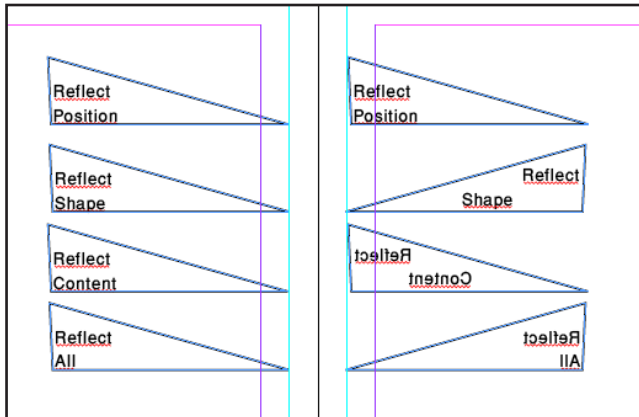 Reflect
Position
Reflect
Position
Reflect
Shape
Reflect
Shape
Reflect
Content
Reflect
Content
Reflect
All
Reflect
All